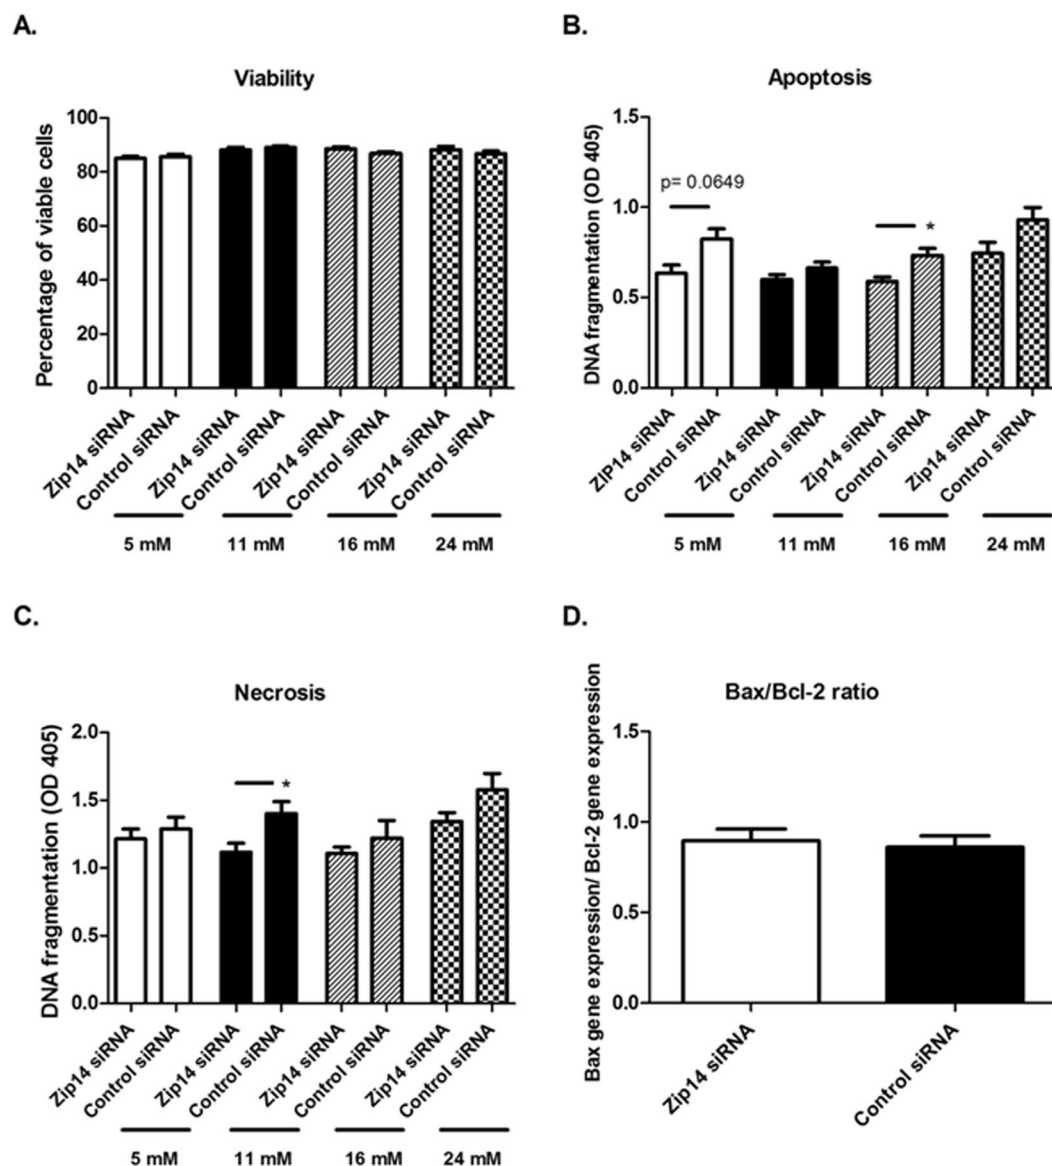 A.
Viability
Percentage of viable cells
100
80
60
40
20
0
Zip14 siRNA
Control siRNA
Zip14 siRNA
Control siRNA
Zip14 siRNA
Control siRNA
Zip14 siRNA
Control siRNA
5 mM
11 mM
16 mM
24 mM
B.
Apoptosis
DNA fragmentation (OD 405)
1.5
1.0
0.5
0.0
p= 0.0649
*
ZIP14 siRNA
Control siRNA
Zip14 siRNA
Control siRNA
Zip14 siRNA
Control siRNA
Zip14 siRNA
Control siRNA
5 mM
11 mM
16 mM
24 mM
C.
Necrosis
DNA fragmentation (OD 405)
2.0
1.5
1.0
0.5
0.0
*
Zip14 siRNA
Control siRNA
Zip14 siRNA
Control siRNA
Zip14 siRNA
Control siRNA
Zip14 siRNA
Control siRNA
5 mM
11 mM
16 mM
24 mM
D.
Bax/Bcl-2 ratio
Bax gene expression/ Bcl-2 gene expression
1.5
1.0
0.5
0.0
Zip14 siRNA
Control siRNA